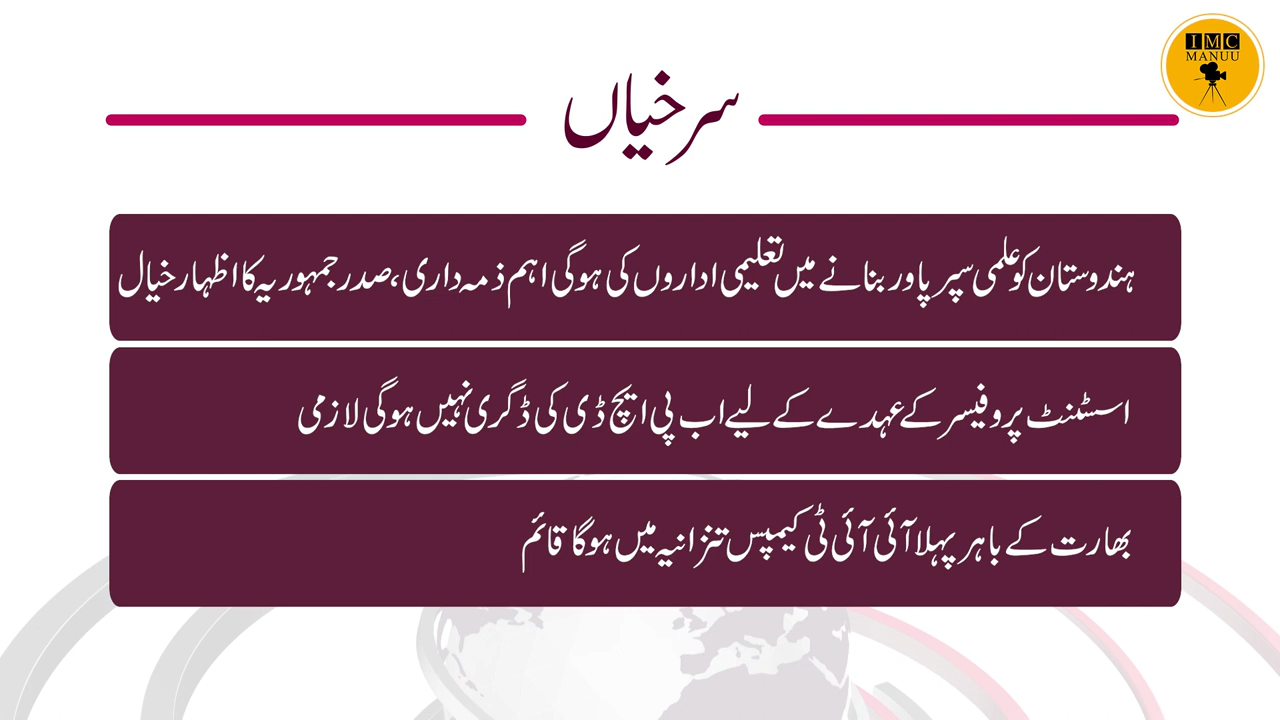 IMC
MANUU
سرخیاں
ہندوستان کو علمی سپر پاور بنانے میں تعلیمی اداروں کی ہوگی اہم ذمہ داری، صدر جمہوریہ کا اظہار خیال
اسسٹنٹ پروفیسر کے عہدے کے لیے اب پی ایچ ڈی کی ڈگری نہیں ہوگی لازمی
بھارت کے باہر پہلا آئی آئی ٹی کیمپس تنزانیہ میں ہوگا قائم